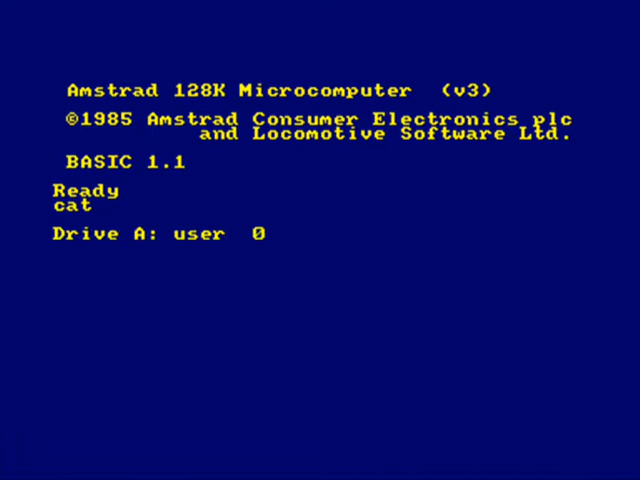 Amstrad 128K Microcomputer (v3)
©1985 Amstrad Consumer Electronics plc
and Locomotive Software Ltd.
BASIC 1.1
Ready
cat
Drive A: user 0